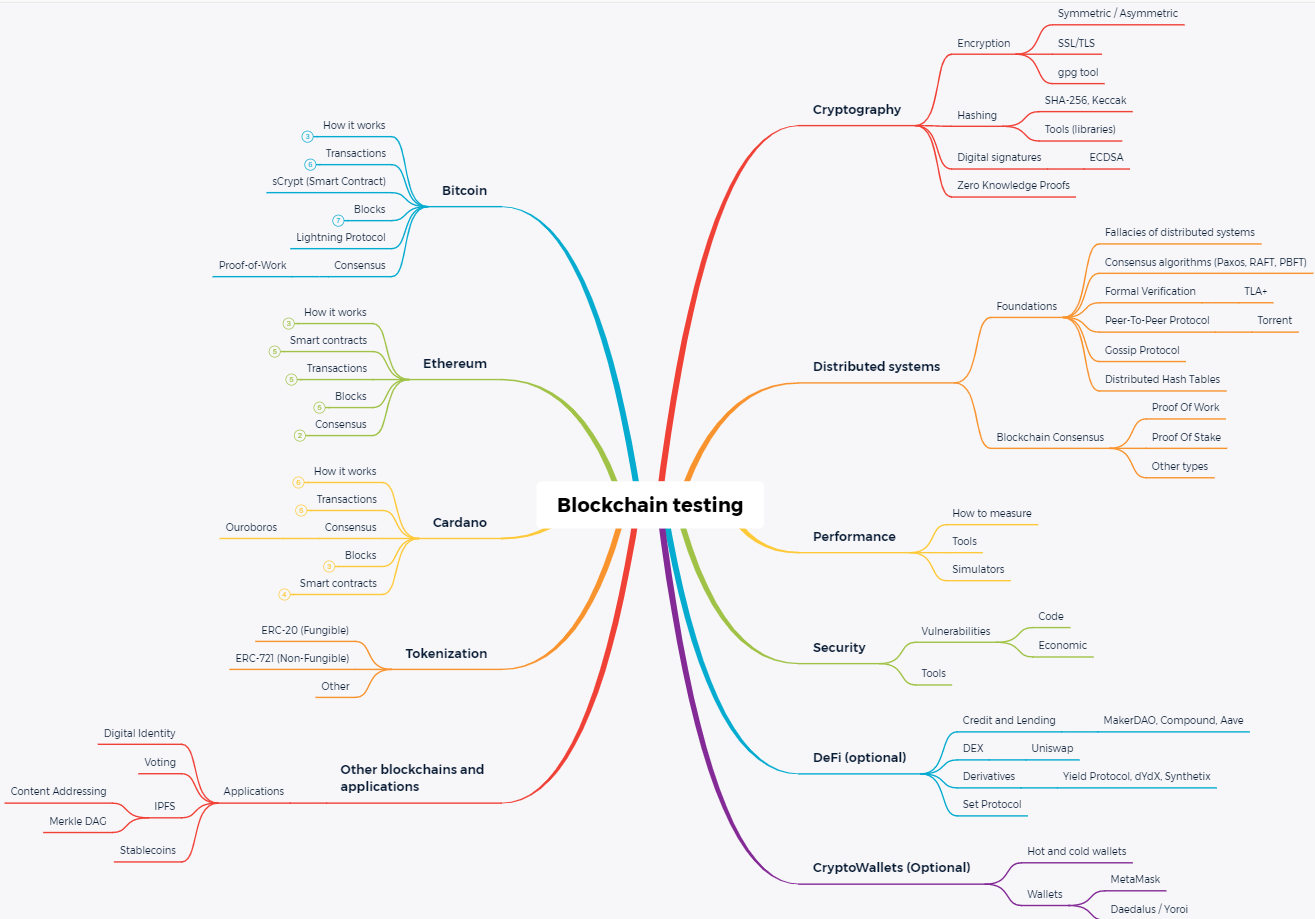 Blockchain testing
Cryptography
Encryption
Symmetric / Asymmetric
SSL/TLS
gpg tool
Hashing
SHA-256, Keccak
Tools (libraries)
Digital signatures
ECDSA
Zero Knowledge Proofs
Distributed systems
Foundations
Fallacies of distributed systems
Consensus algorithms (Paxos, RAFT, PBFT)
Formal Verification
TLA+
Peer-To-Peer Protocol
Torrent
Gossip Protocol
Distributed Hash Tables
Blockchain Consensus
Proof Of Work
Proof Of Stake
Other types
Performance
How to measure
Tools
Simulators
Security
Vulnerabilities
Code
Economic
Tools
DeFi (optional)
Credit and Lending
MakerDAO, Compound, Aave
DEX
Uniswap
Derivatives
Yield Protocol, dYdX, Synthetix
Set Protocol
CryptoWallets (Optional)
Hot and cold wallets
Wallets
MetaMask
Daedalus / Yoroi
Bitcoin
How it works
3
Transactions
6
sCrypt (Smart Contract)
Blocks
7
Lightning Protocol
Consensus
Proof-of-Work
Ethereum
How it works
3
Smart contracts
5
Transactions
Blocks
Consensus
2
Cardano
How it works
Transactions
Consensus
Ouroboros
Blocks
3
Smart contracts
4
Tokenization
ERC-20 (Fungible)
ERC-721 (Non-Fungible)
Other
Other blockchains and
applications
Applications
Digital Identity
Voting
IPFS
Content Addressing
Merkle DAG
Stablecoins